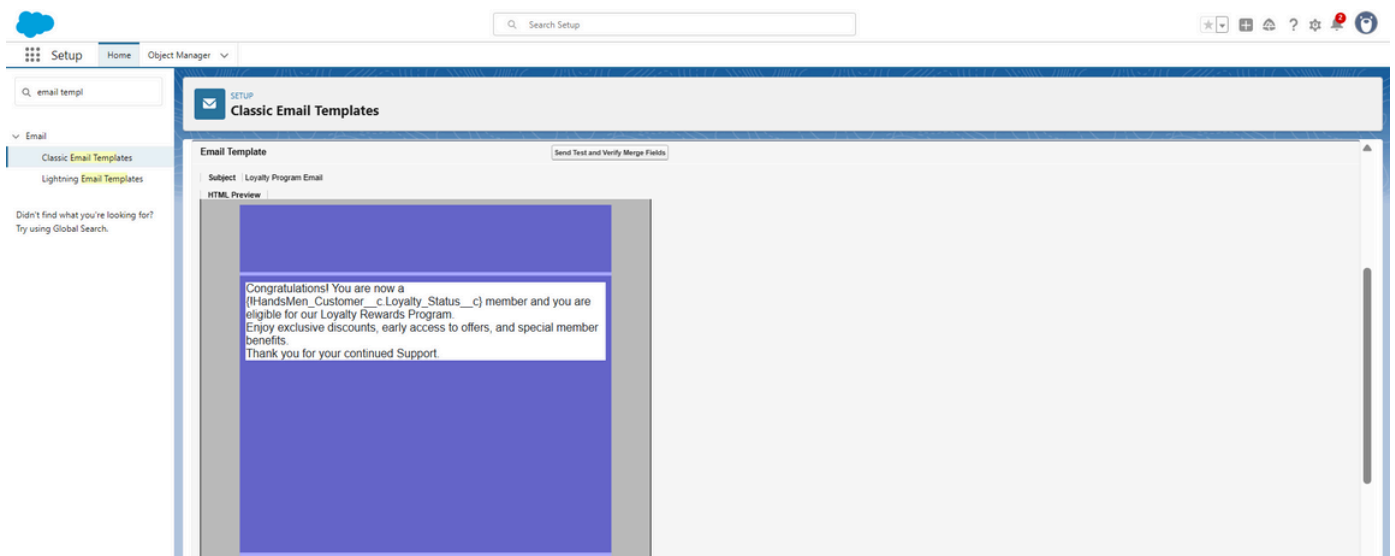 Search Setup
2
Setup
Home
Object Manager
email templ
Email
Classic Email Templates
Lightning Email Templates
Didn't find what you're looking for?
Try using Global Search.
SETUP
Classic Email Templates
Email Template
Send Test and Verify Merge Fields
Subject Loyalty Program Email
HTML Preview
Congratulations! You are now a
{!HandsMen_Customer__c.Loyalty_Status__c} member and you are
eligible for our Loyalty Rewards Program.
Enjoy exclusive discounts, early access to offers, and special member
benefits.
Thank you for your continued Support.